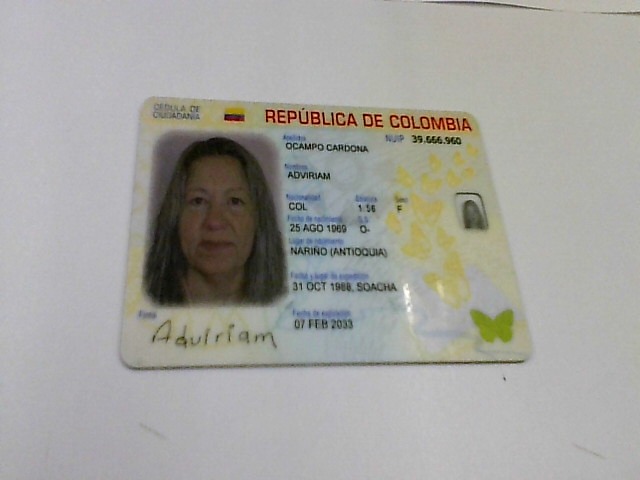 CÉDULA DE
CIUDADANÍA
REPÚBLICA DE COLOMBIA
Apellidos
NUIP 39.666.960
OCAMPO CARDONA
Nombres
ADVIRIAM
Nacionalidad Estatura Sexo
COL 1.56 F
Fecha de nacimiento G.S.
25 AGO 1969 O-
Lugar de nacimiento
NARIÑO (ANTIOQUIA)
Fecha y lugar de expedición
31 OCT 1988, SOACHA
Fecha de expiración
07 FEB 2033
Firma
Adviriam